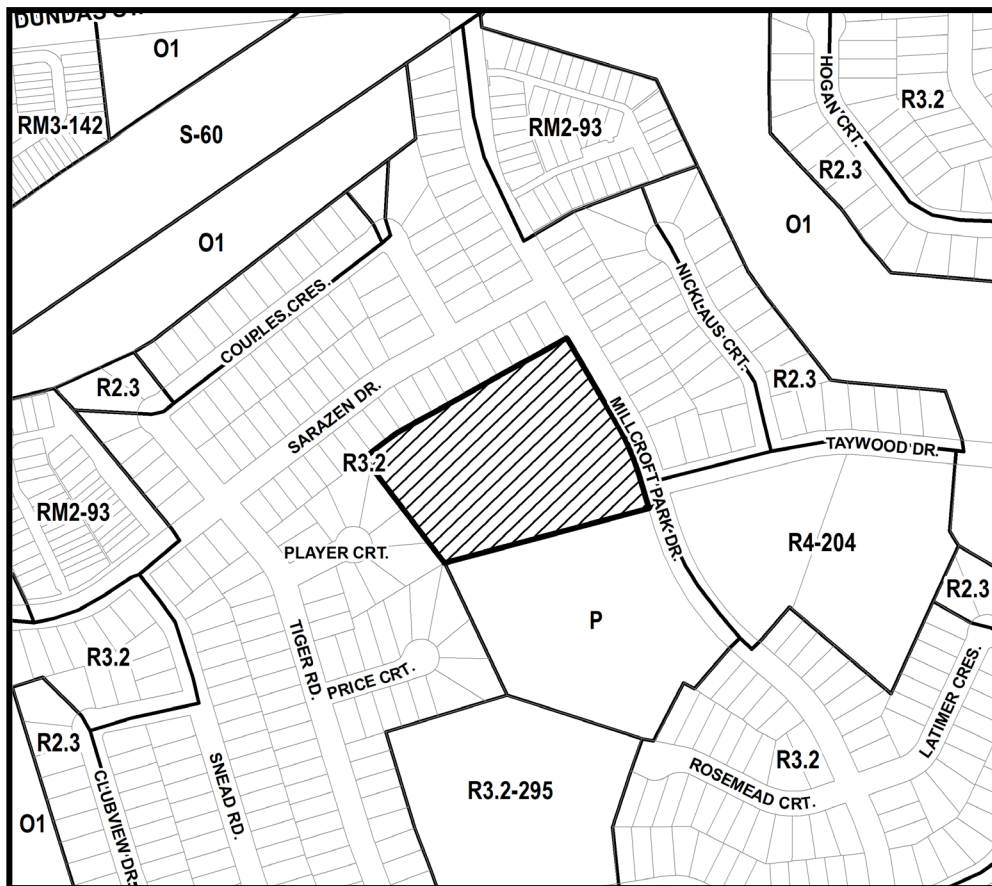 DUNDAS
O1
S-60
RM3-142
RM2-93
HOGAN CRT.
R3.2
R2.3
O1
O1
NICKLAUS CRT.
COUPLES CRES.
R2.3
R2.3
SARAZEN DR.
MILLCROFT PARK DR.
TAYWOOD DR.
R3.2
RM2-93
R4-204
PLAYER CRT.
R2.3
P
TIGER RD.
R3.2
PRICE CRT.
LATIMER CRES.
R2.3
SNEAD RD.
R3.2
ROSEMEAD CRT.
CLUBVIEW DR.
R3.2-295
O1